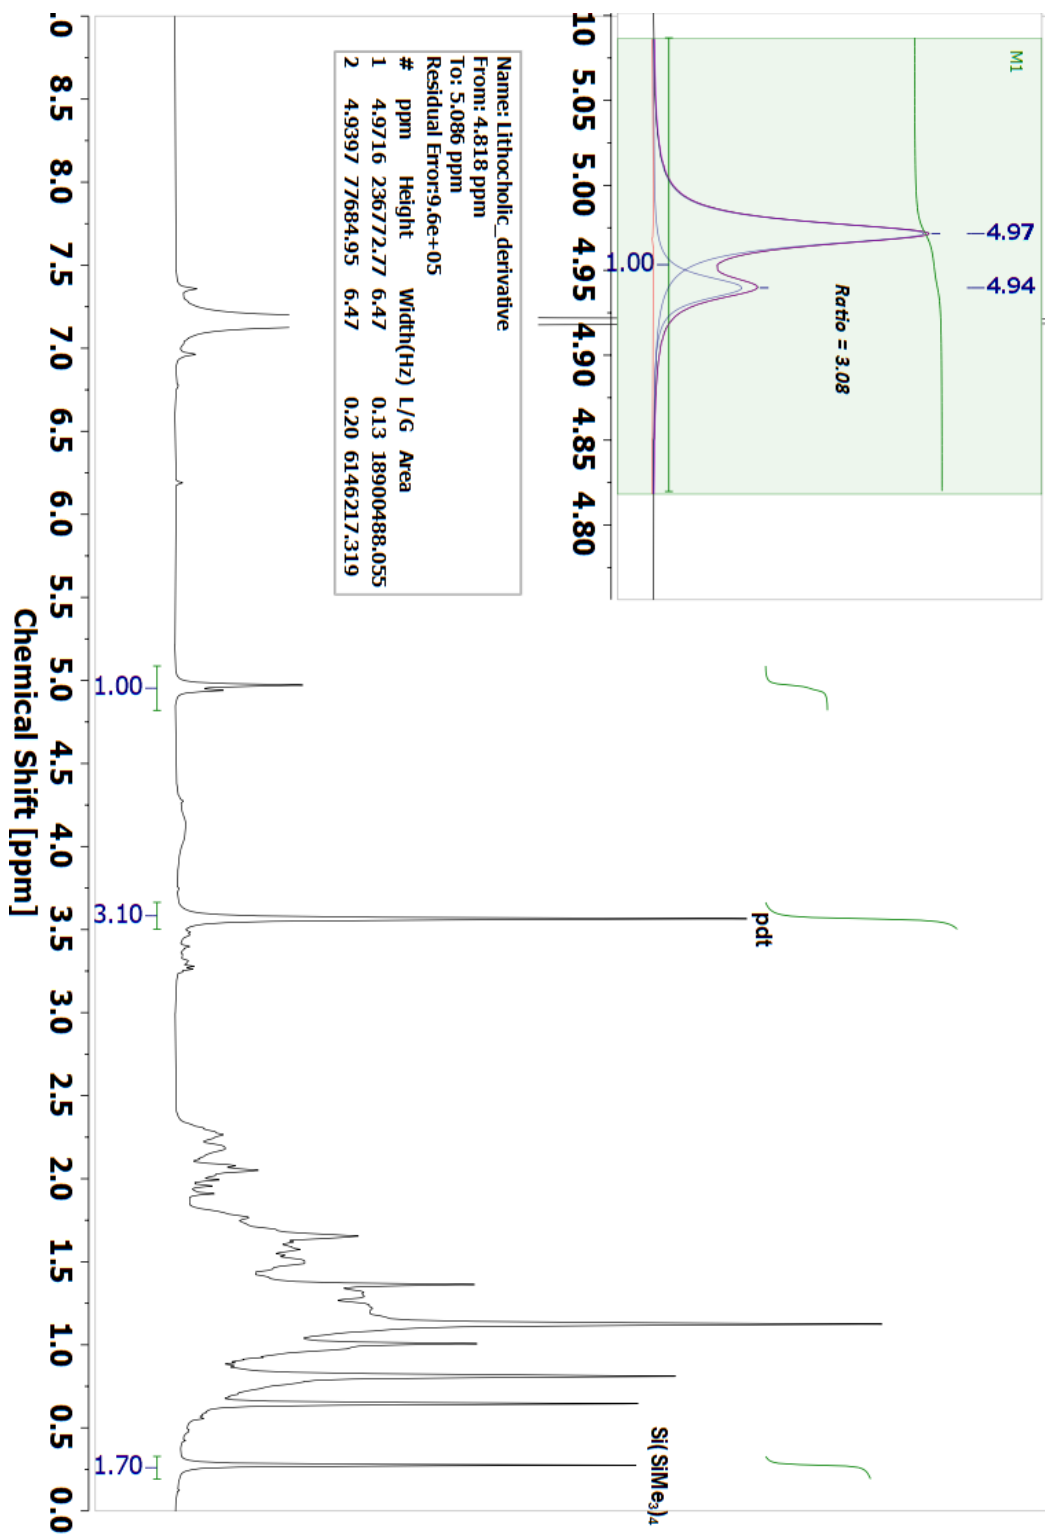 M1
4.97
4.94
1.00
Ratio = 3.08
10 5.05 5.00 4.95 4.90 4.85 4.80
Name: Lithocholic_derivative
From: 4.818 ppm
To: 5.086 ppm
Residual Error:9.6e+05
# ppm Height Width(Hz) L/G Area
1 4.9716 236772.77 6.47 0.13 18900488.055
2 4.9397 77684.95 6.47 0.20 6146217.319
pdt
Si(SiMe₃)₄
1.00
3.10
1.70
.0 8.5 8.0 7.5 7.0 6.5 6.0 5.5 5.0 4.5 4.0 3.5 3.0 2.5 2.0 1.5 1.0 0.5 0.0
Chemical Shift [ppm]